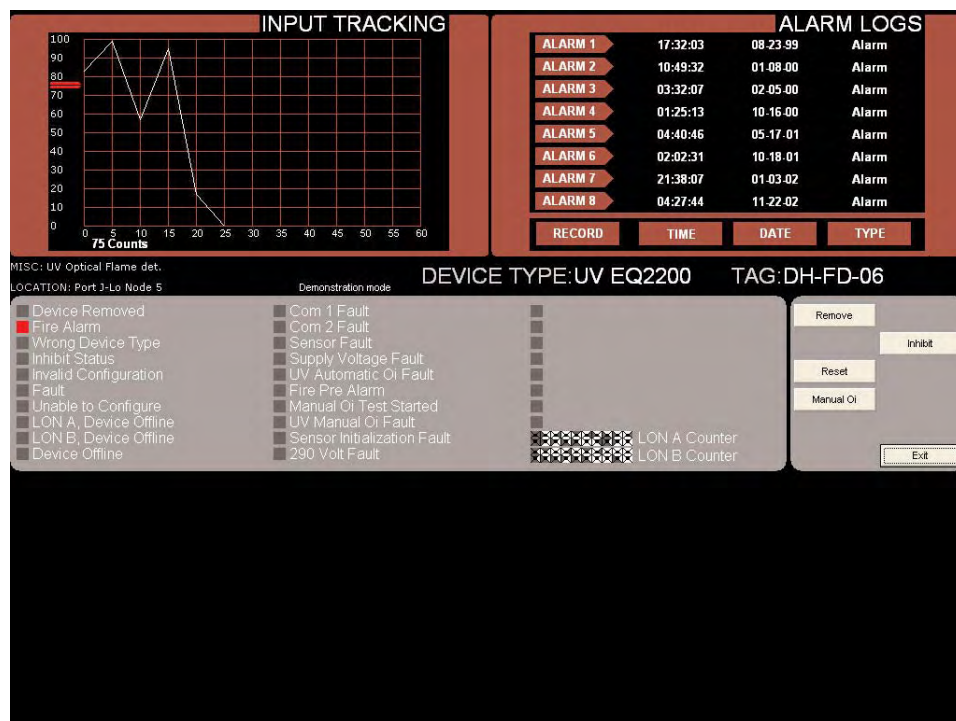 INPUT TRACKING
100
90
80
70
60
50
40
30
20
10
0
0 5 10 15 20 25 30 35 40 45 50 55 60
75 Counts
ALARM LOGS
ALARM 1 17:32:03 08-23-99 Alarm
ALARM 2 10:49:32 01-08-00 Alarm
ALARM 3 03:32:07 02-05-00 Alarm
ALARM 4 01:25:13 10-16-00 Alarm
ALARM 5 04:40:46 05-17-01 Alarm
ALARM 6 02:02:31 10-18-01 Alarm
ALARM 7 21:38:07 01-03-02 Alarm
ALARM 8 04:27:44 11-22-02 Alarm
RECORD TIME DATE TYPE
MISC: UV Optical Flame det.
LOCATION: Port J-Lo Node 5
Demonstration mode
DEVICE TYPE:UV EQ2200 TAG:DH-FD-06
Device Removed
Fire Alarm
Wrong Device Type
Inhibit Status
Invalid Configuration
Fault
Unable to Configure
LON A, Device Offline
LON B, Device Offline
Device Offline
Com 1 Fault
Com 2 Fault
Sensor Fault
Supply Voltage Fault
UV Automatic Oi Fault
Fire Pre Alarm
Manual Oi Test Started
UV Manual Oi Fault
Sensor Initialization Fault
290 Volt Fault
LON A Counter
LON B Counter
Remove
Inhibit
Reset
Manual Oi
Exit